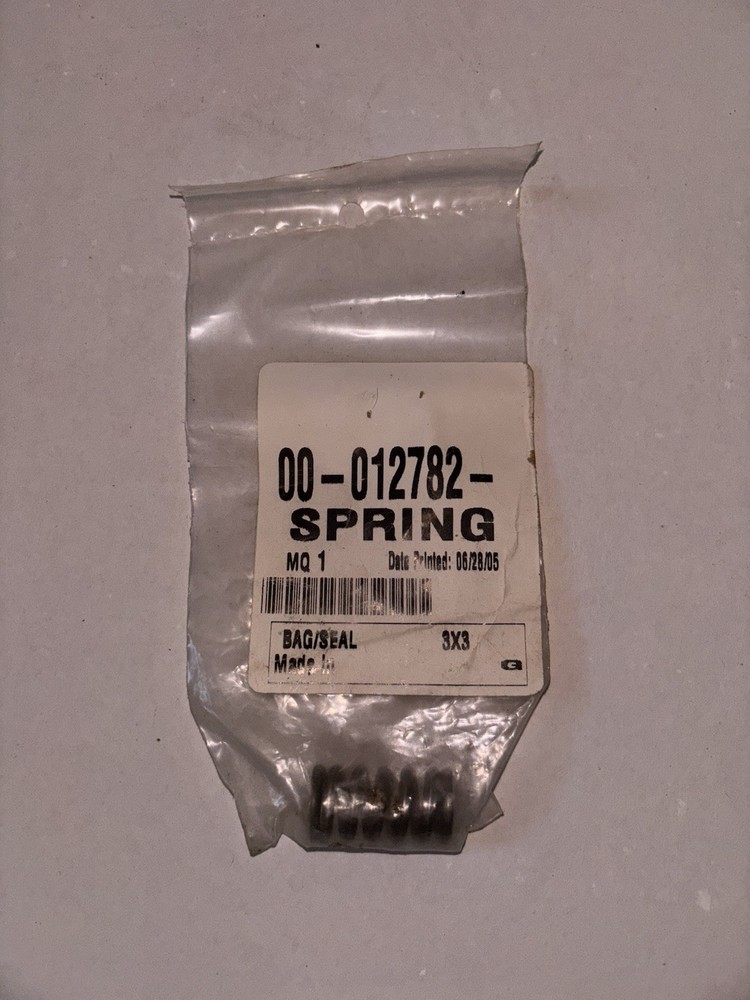 00-012782-
SPRING
MQ 1 Date Printed: 06/28/05
BAG/SEAL 3X3
Made In G